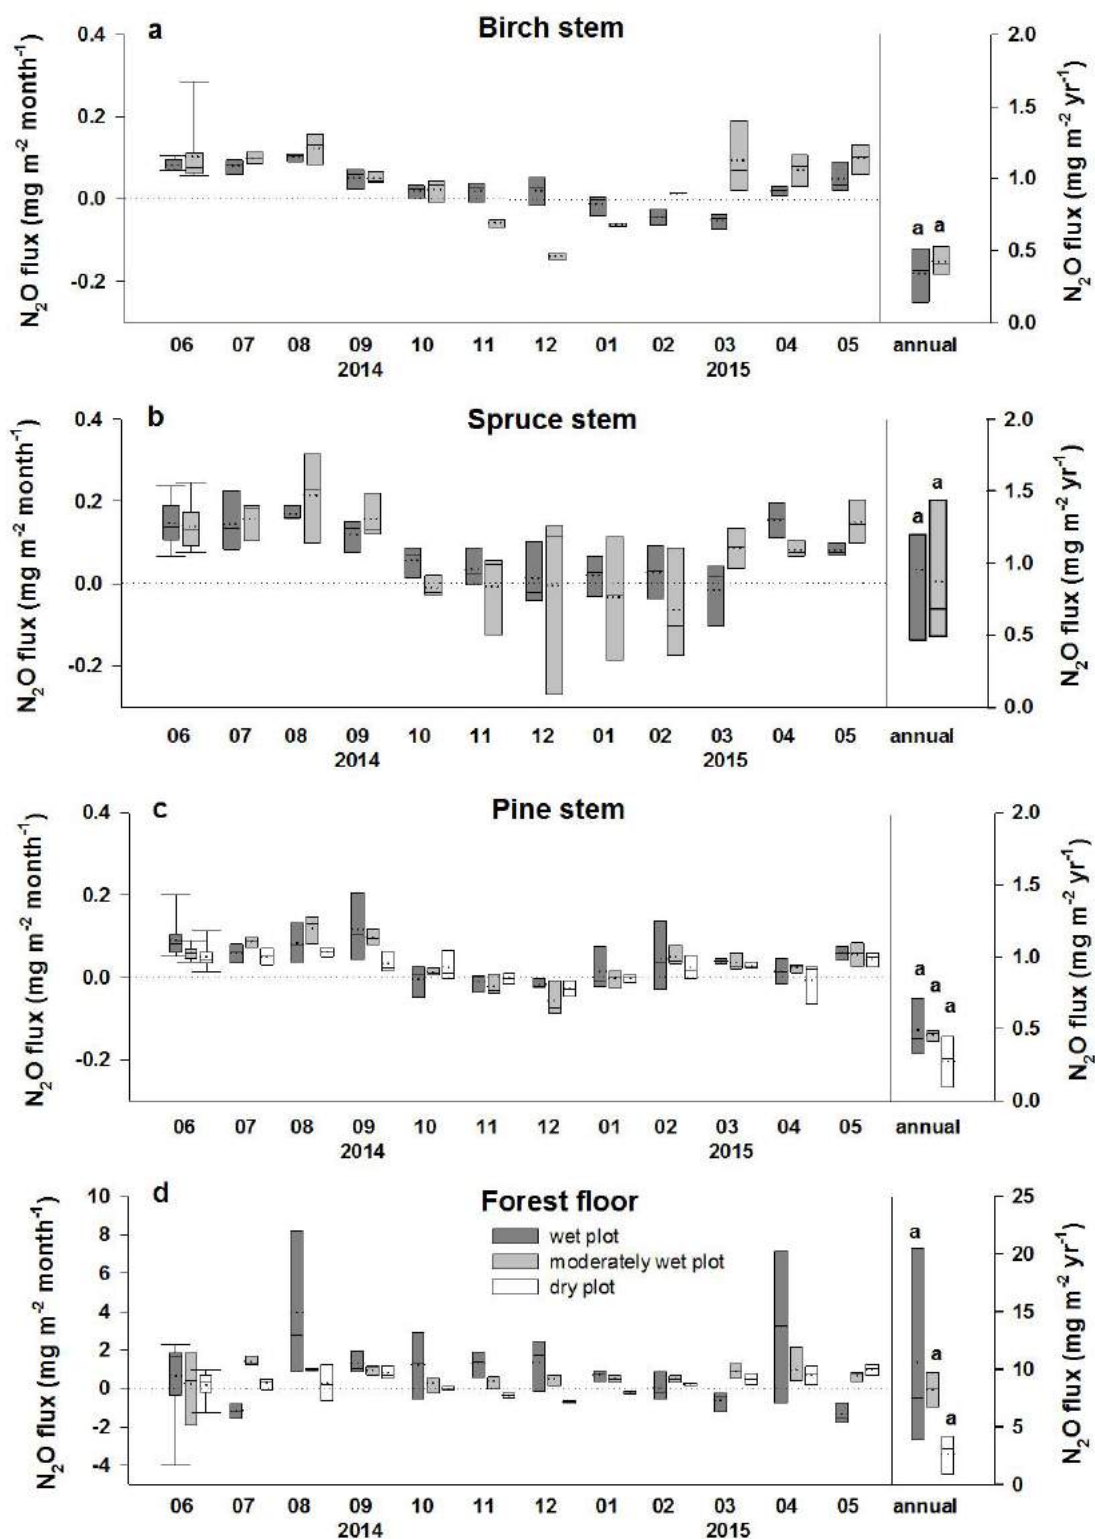 a
Birch stem
N₂O flux (mg m⁻² month⁻¹)
0.4
0.2
0.0
-0.2
2.0
1.5
1.0
0.5
0.0
N₂O flux (mg m⁻² yr⁻¹)
a a
06 07 08 09 10 11 12 01 02 03 04 05 annual
2014 2015
b
Spruce stem
N₂O flux (mg m⁻² month⁻¹)
0.4
0.2
0.0
-0.2
2.0
1.5
1.0
0.5
0.0
N₂O flux (mg m⁻² yr⁻¹)
a a
06 07 08 09 10 11 12 01 02 03 04 05 annual
2014 2015
c
Pine stem
N₂O flux (mg m⁻² month⁻¹)
0.4
0.2
0.0
-0.2
2.0
1.5
1.0
0.5
0.0
N₂O flux (mg m⁻² yr⁻¹)
a a a
06 07 08 09 10 11 12 01 02 03 04 05 annual
2014 2015
d
Forest floor
wet plot
moderately wet plot
dry plot
N₂O flux (mg m⁻² month⁻¹)
10
8
6
4
2
0
-2
-4
25
20
15
10
5
0
N₂O flux (mg m⁻² yr⁻¹)
a a a
06 07 08 09 10 11 12 01 02 03 04 05 annual
2014 2015